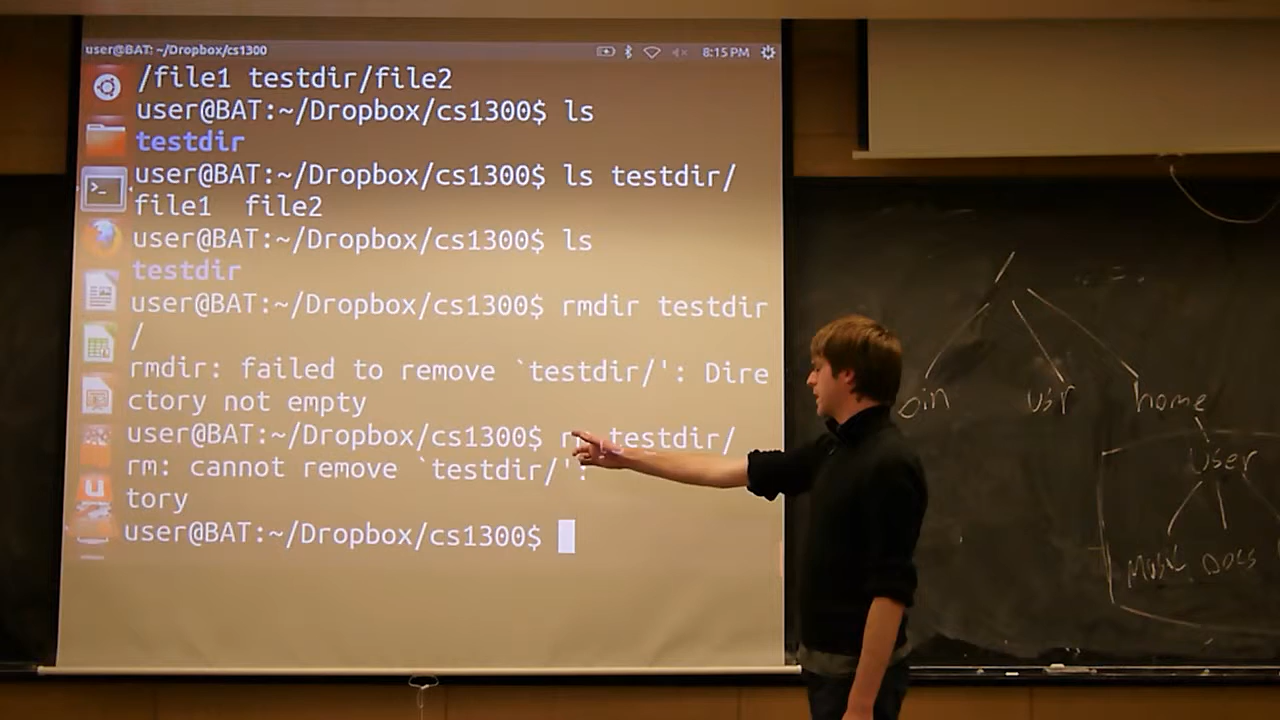 user@BAT: ~/Dropbox/cs1300
8:15 PM
/file1 testdir/file2
user@BAT:~/Dropbox/cs1300$ ls
testdir
user@BAT:~/Dropbox/cs1300$ ls testdir/
file1  file2
user@BAT:~/Dropbox/cs1300$ ls
testdir
user@BAT:~/Dropbox/cs1300$ rmdir testdir
/
rmdir: failed to remove `testdir/': Dire
ctory not empty
user@BAT:~/Dropbox/cs1300$ rm testdir/
rm: cannot remove `testdir/':
tory
user@BAT:~/Dropbox/cs1300$
/
bin usr home
user
Music Docs